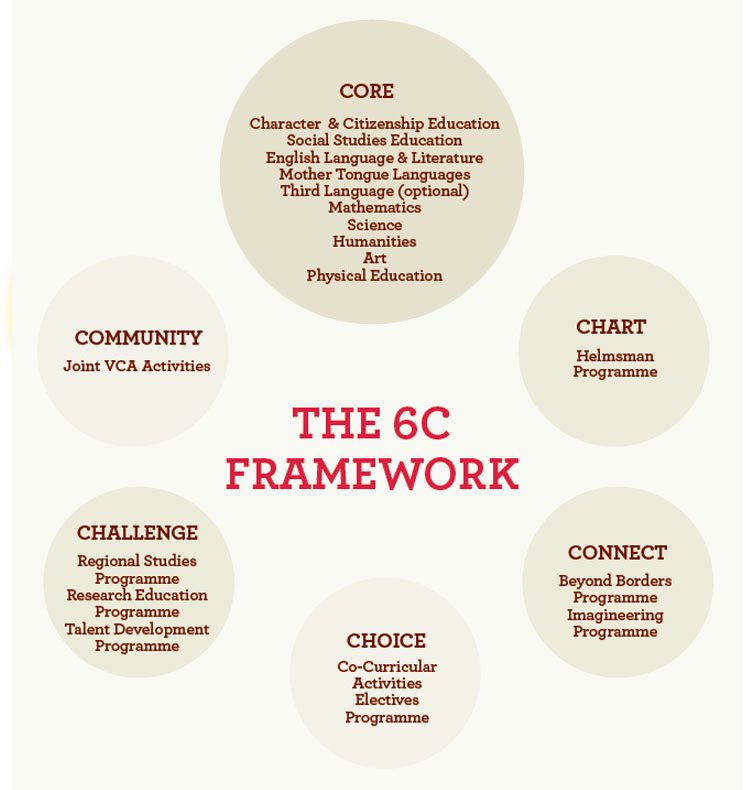 CORE
Character & Citizenship Education
Social Studies Education
English Language & Literature
Mother Tongue Languages
Third Language (optional)
Mathematics
Science
Humanities
Art
Physical Education
COMMUNITY
Joint VCA Activities
CHART
Helmsman
Programme
THE 6C
FRAMEWORK
CHALLENGE
Regional Studies
Programme
Research Education
Programme
Talent Development
Programme
CONNECT
Beyond Borders
Programme
Imagineering
Programme
CHOICE
Co-Curricular
Activities
Electives
Programme